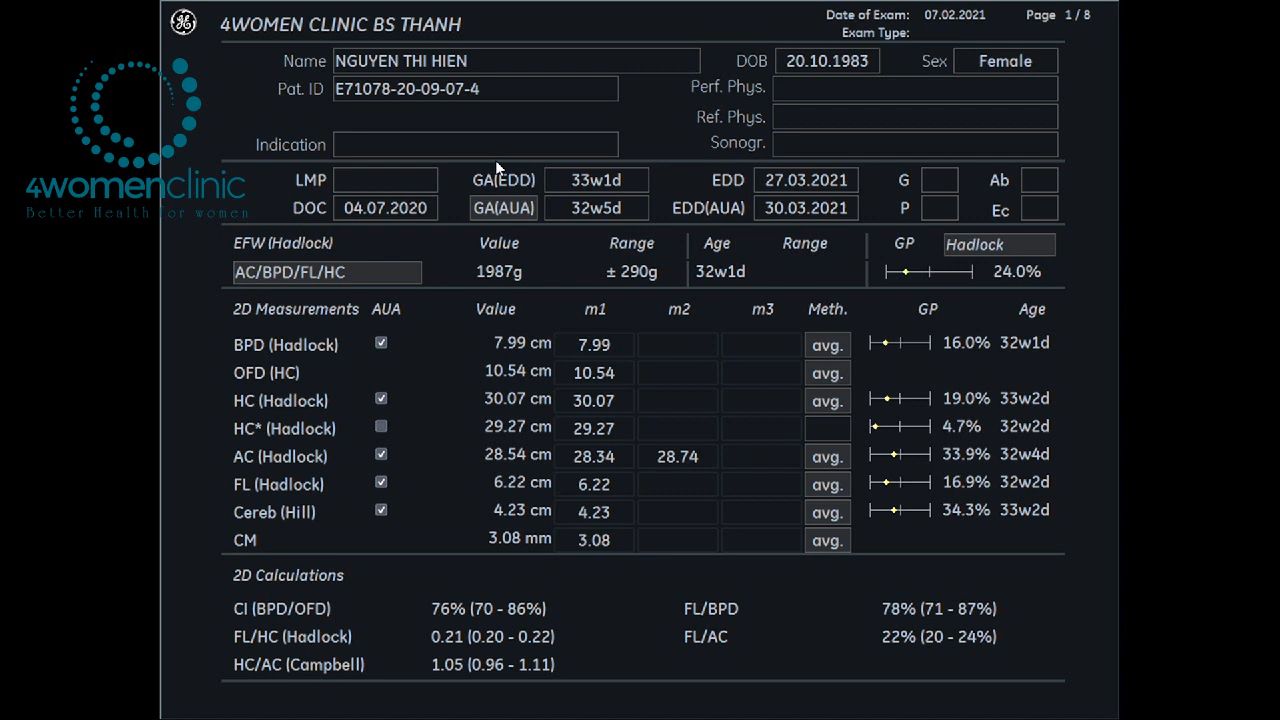 4WOMEN CLINIC BS THANH
Date of Exam: 07.02.2021 Page 1 / 8
Exam Type:
4womenclinic
Better Health for women
Name NGUYEN THI HIEN DOB 20.10.1983 Sex Female
Pat. ID E71078-20-09-07-4 Perf. Phys.
Ref. Phys.
Indication Sonogr.
LMP GA(EDD) 33w1d EDD 27.03.2021 G Ab
DOC 04.07.2020 GA(AUA) 32w5d EDD(AUA) 30.03.2021 P Ec
EFW (Hadlock) Value Range Age Range GP Hadlock
AC/BPD/FL/HC 1987g ± 290g 32w1d 24.0%
2D Measurements AUA Value m1 m2 m3 Meth. GP Age
BPD (Hadlock) 7.99 cm 7.99 avg. 16.0% 32w1d
OFD (HC) 10.54 cm 10.54 avg.
HC (Hadlock) 30.07 cm 30.07 avg. 19.0% 33w2d
HC* (Hadlock) 29.27 cm 29.27 4.7% 32w2d
AC (Hadlock) 28.54 cm 28.34 28.74 avg. 33.9% 32w4d
FL (Hadlock) 6.22 cm 6.22 avg. 16.9% 32w2d
Cereb (Hill) 4.23 cm 4.23 avg. 34.3% 33w2d
CM 3.08 mm 3.08 avg.
2D Calculations
CI (BPD/OFD) 76% (70 - 86%) FL/BPD 78% (71 - 87%)
FL/HC (Hadlock) 0.21 (0.20 - 0.22) FL/AC 22% (20 - 24%)
HC/AC (Campbell) 1.05 (0.96 - 1.11)